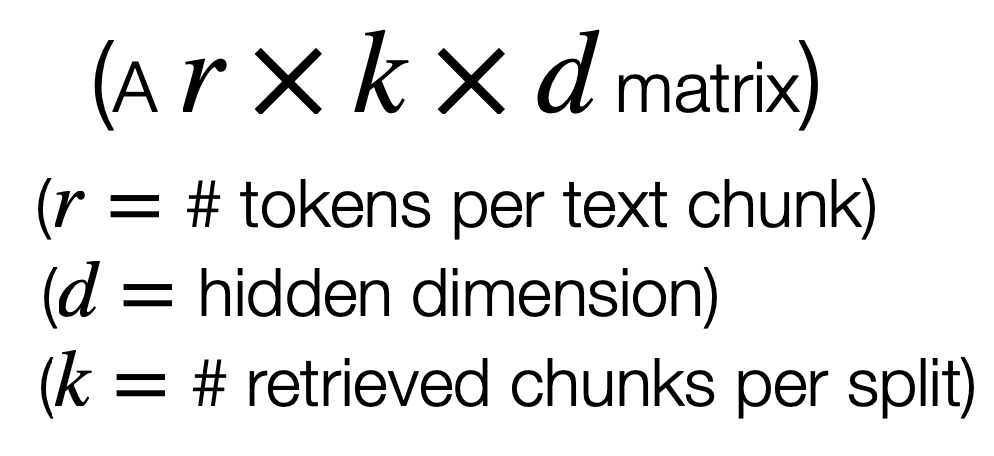 (A r × k × d matrix)
(r = # tokens per text chunk)
(d = hidden dimension)
(k = # retrieved chunks per split)